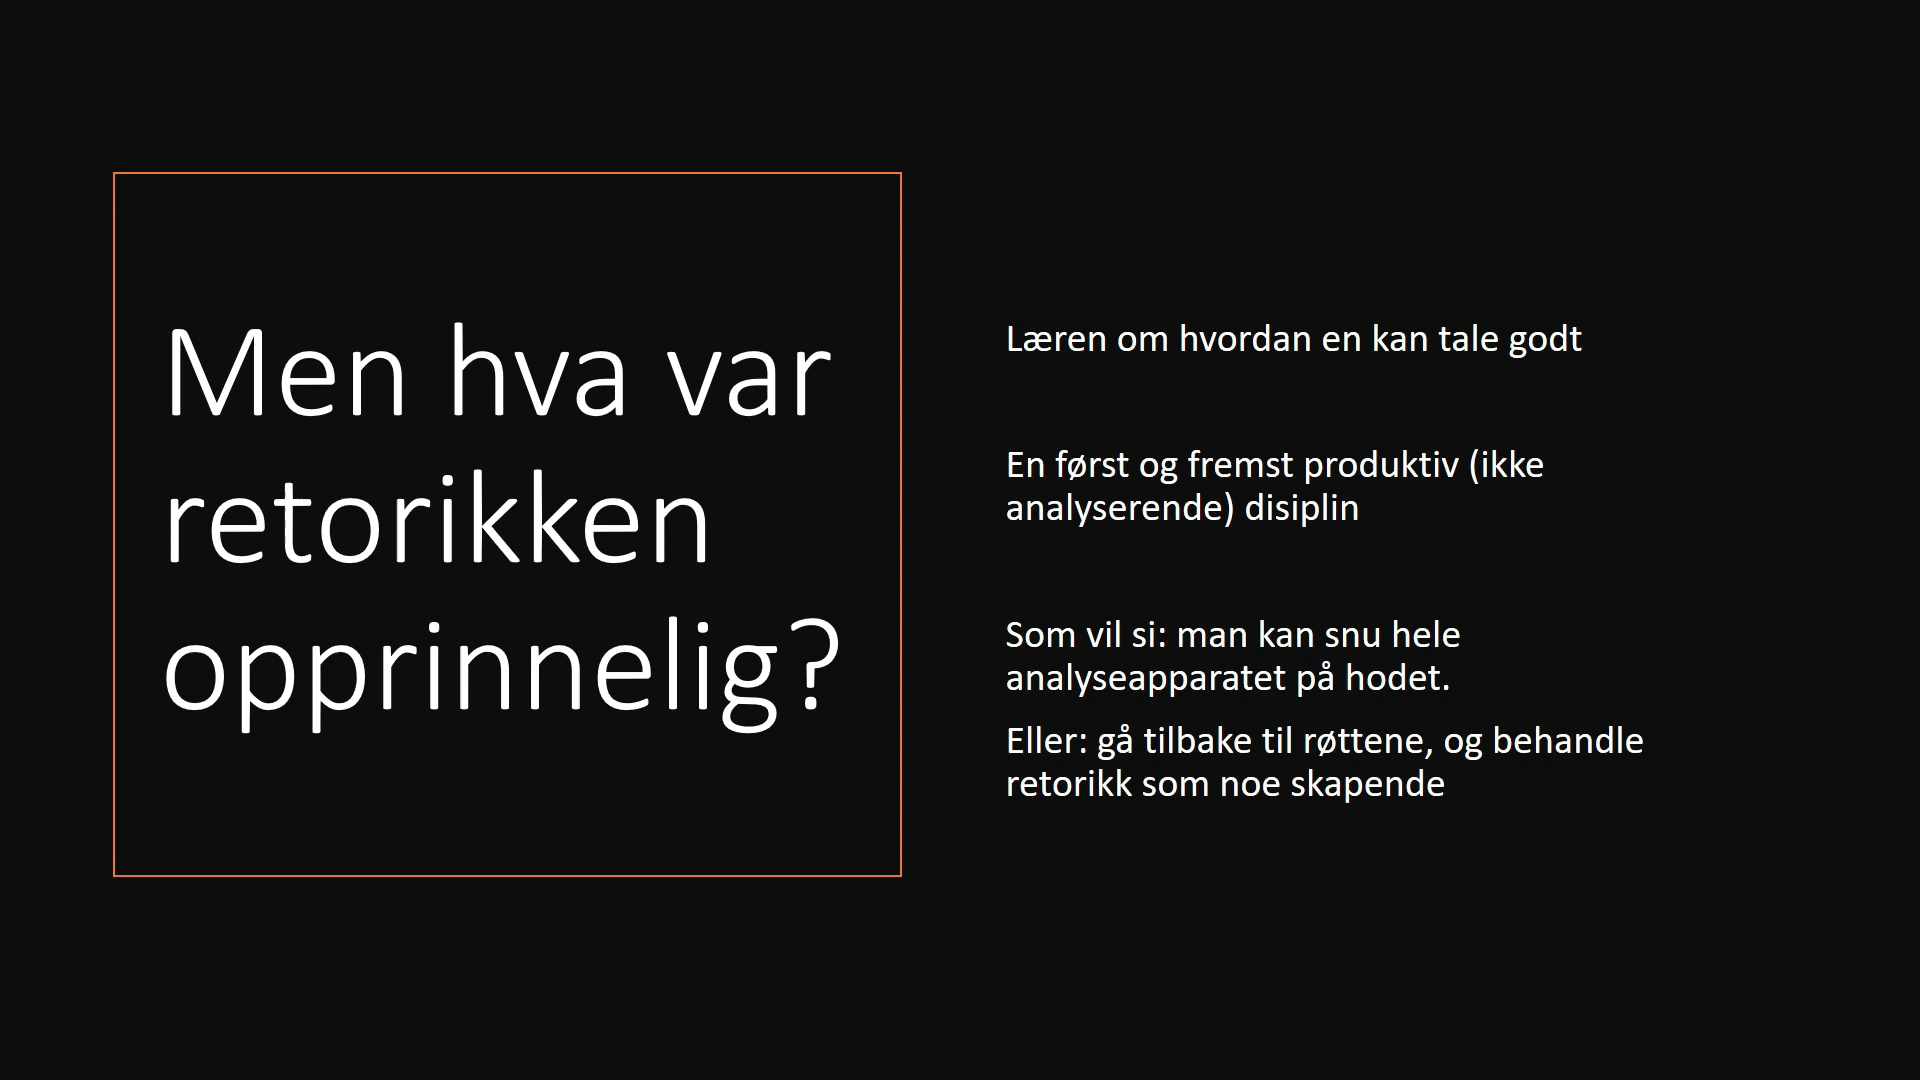 Men hva var
retorikken
opprinnelig?
Læren om hvordan en kan tale godt
En først og fremst produktiv (ikke
analyserende) disiplin
Som vil si: man kan snu hele
analyseapparatet på hodet.
Eller: gå tilbake til røttene, og behandle
retorikk som noe skapende